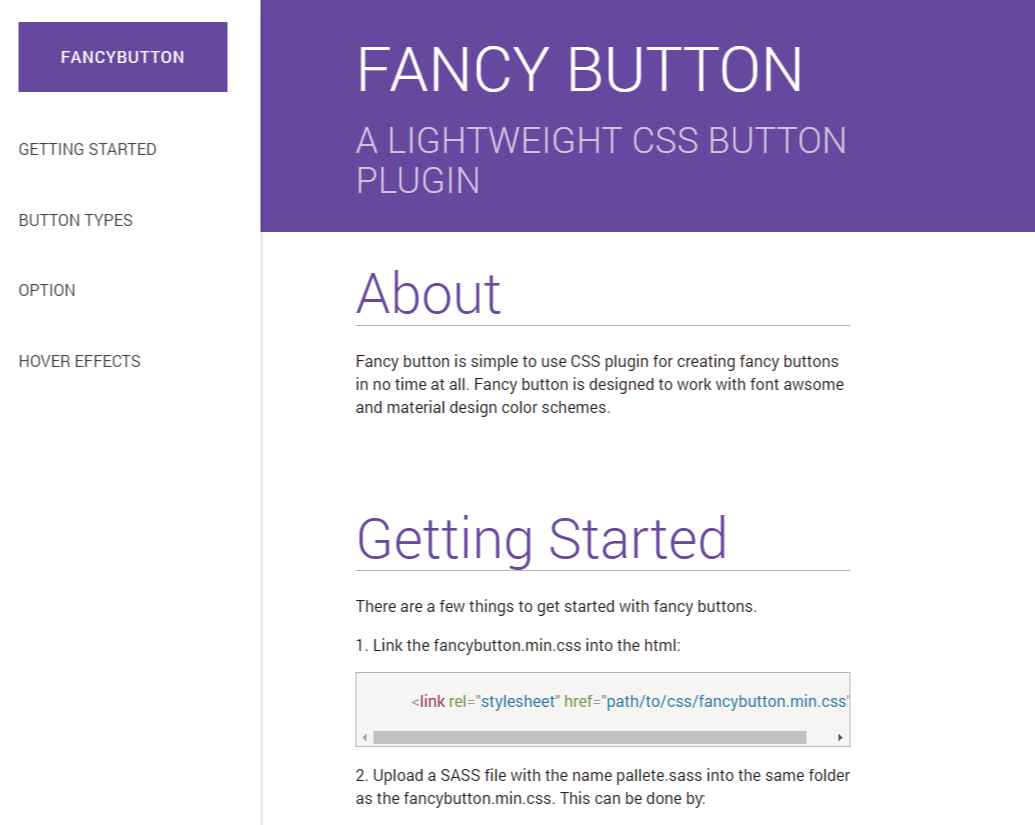 FANCYBUTTON
GETTING STARTED
BUTTON TYPES
OPTION
HOVER EFFECTS
FANCY BUTTON
A LIGHTWEIGHT CSS BUTTON
PLUGIN
About
Fancy button is simple to use CSS plugin for creating fancy buttons
in no time at all. Fancy button is designed to work with font awsome
and material design color schemes.
Getting Started
There are a few things to get started with fancy buttons.
1. Link the fancybutton.min.css into the html:
<link rel="stylesheet" href="path/to/css/fancybutton.min.css"
2. Upload a SASS file with the name pallete.sass into the same folder
as the fancybutton.min.css. This can be done by: